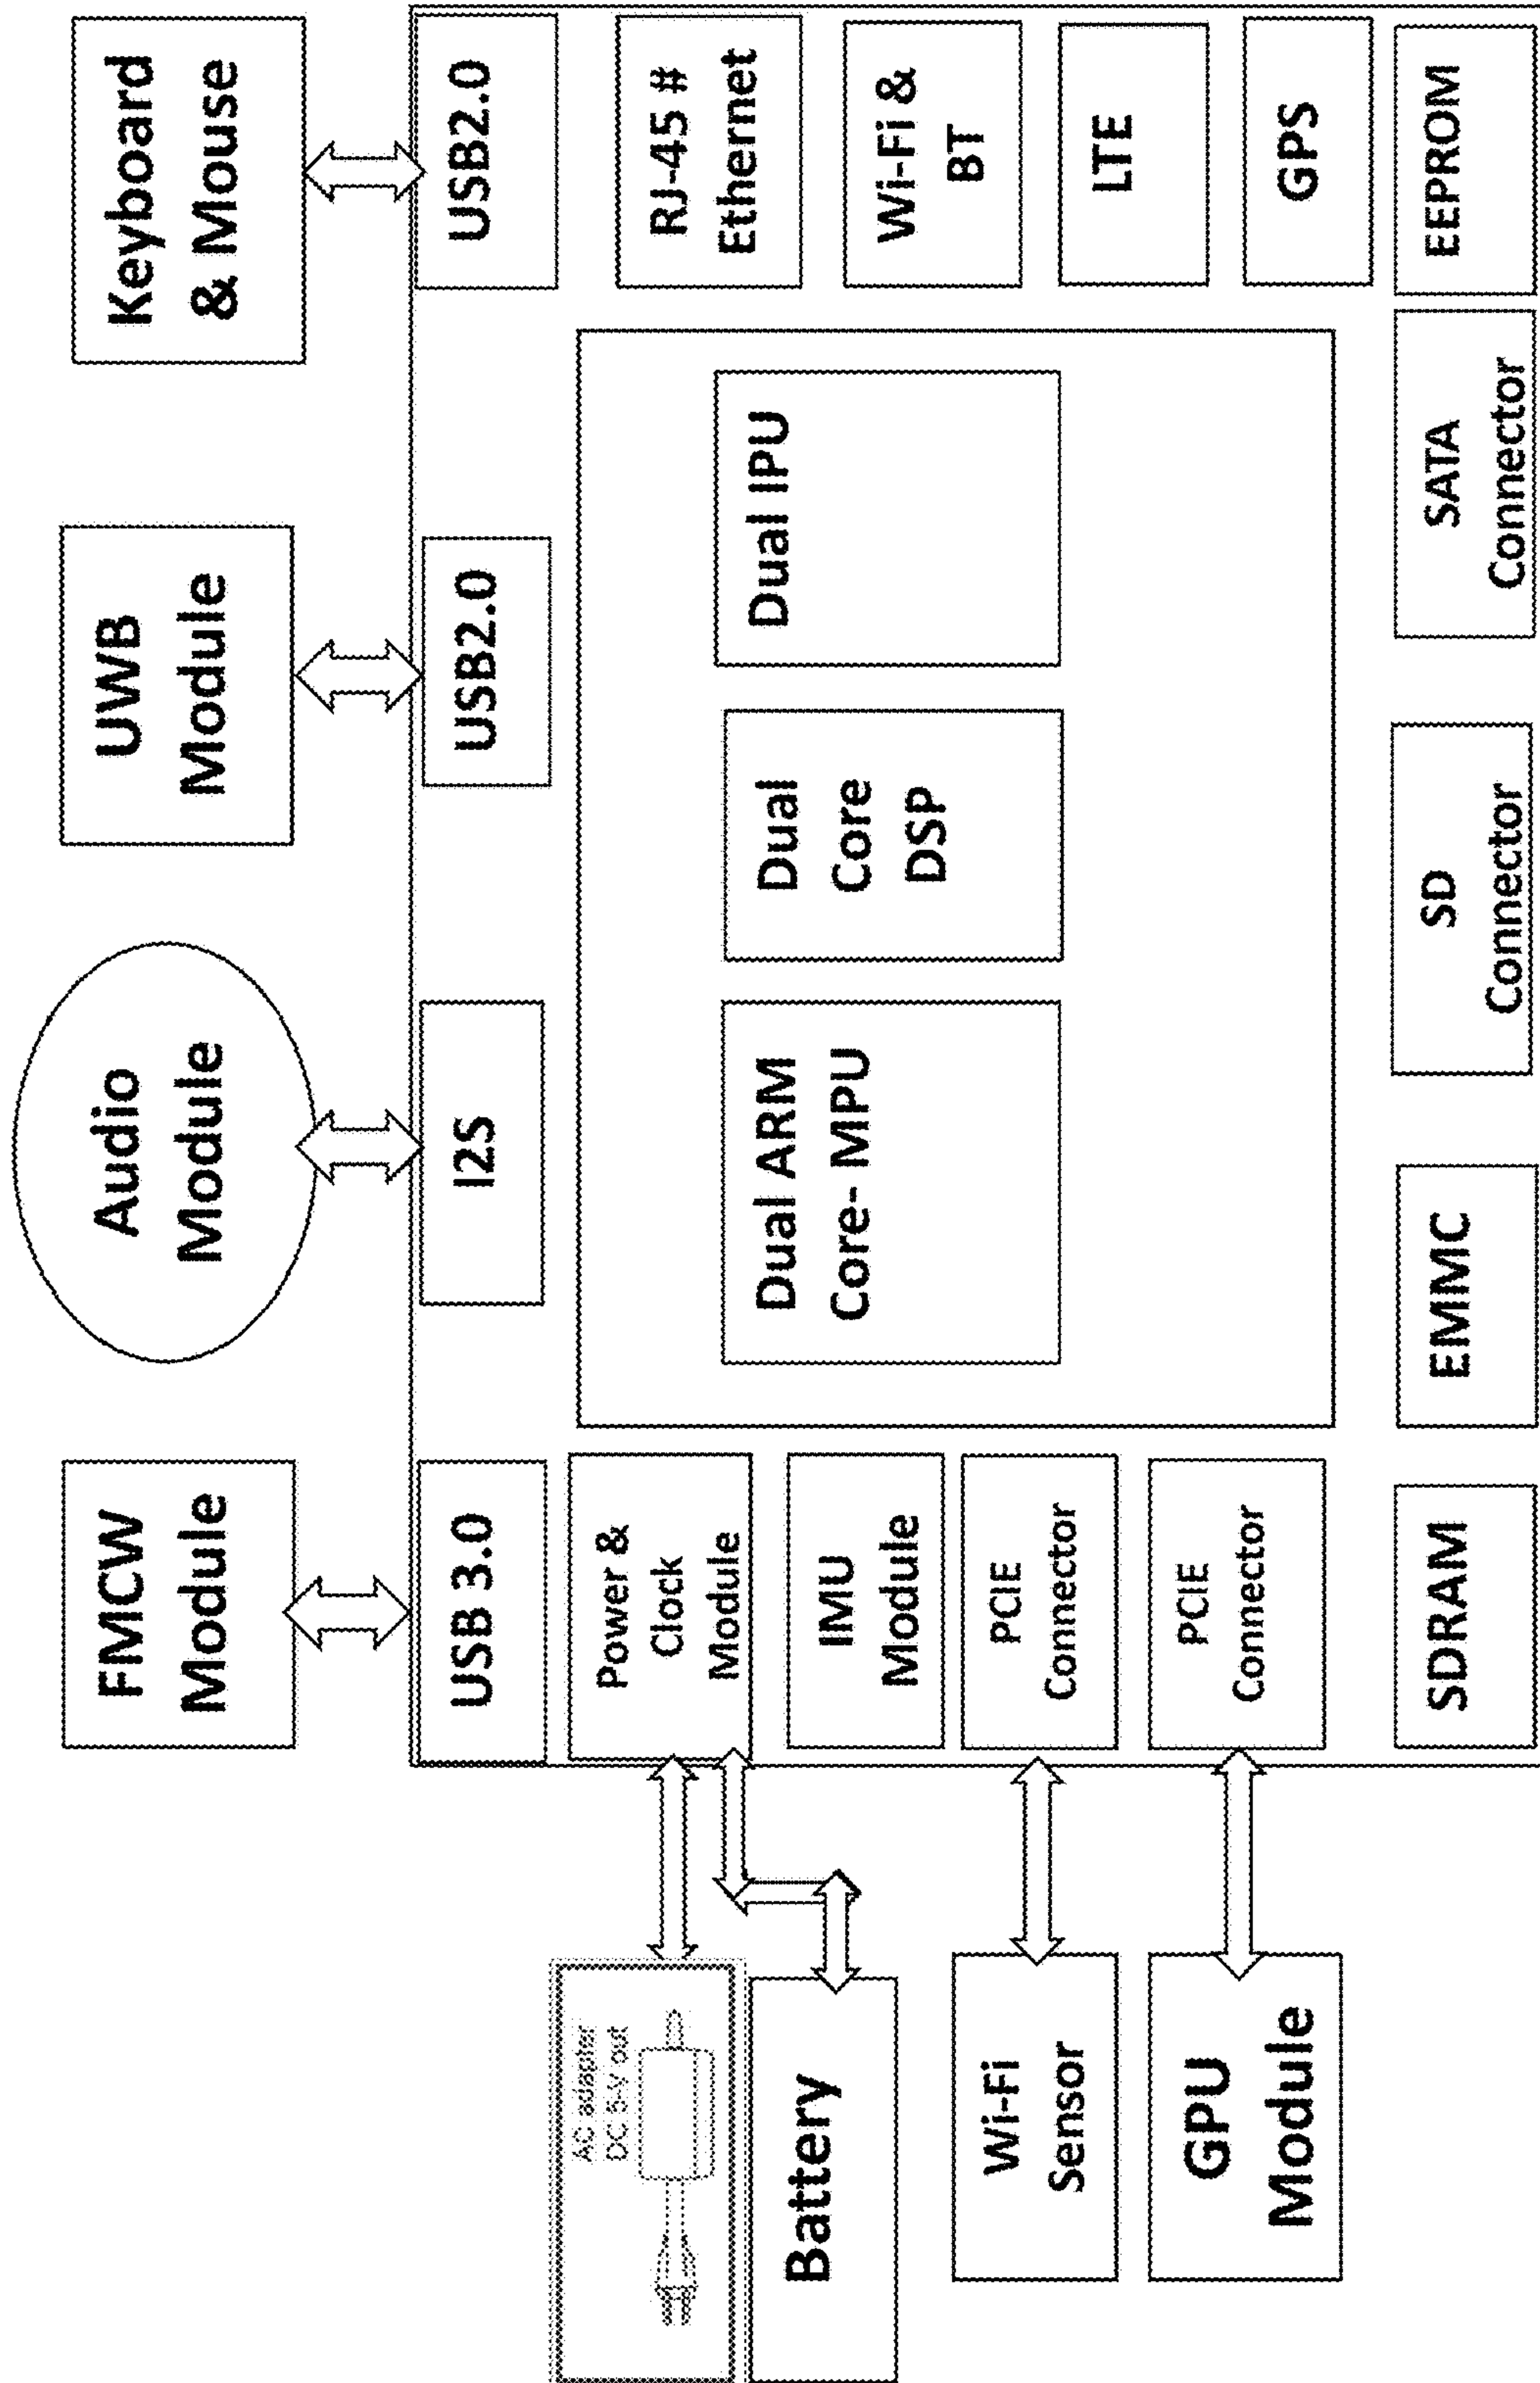 FMCW
Module
Audio
Module
UWB
Module
Keyboard
& Mouse
USB 3.0
I2S
USB2.0
USB2.0
AC adapter
DC 5-V out
Power &
Clock
Module
RJ-45 #
Ethernet
Battery
IMU
Module
Dual ARM
Core- MPU
Dual
Core
DSP
Dual IPU
Wi-Fi &
BT
Wi-Fi
Sensor
PCIE
Connector
LTE
GPU
Module
PCIE
Connector
GPS
SDRAM
EMMC
SD
Connector
SATA
Connector
EEPROM